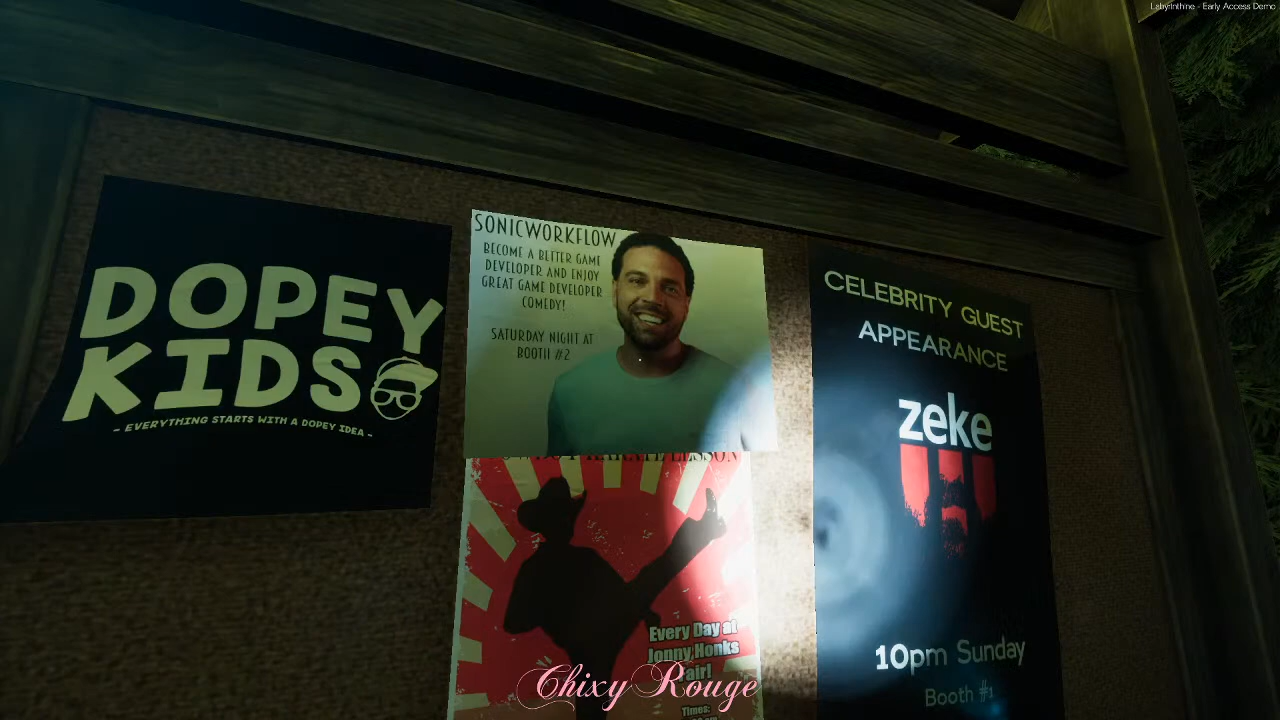 Labyrinthine - Early Access Demo
DOPEY
KIDS
- EVERYTHING STARTS WITH A DOPEY IDEA -
SONICWORKFLOW
BECOME A BETTER GAME
DEVELOPER AND ENJOY
GREAT GAME DEVELOPER
COMEDY!
SATURDAY NIGHT AT
BOOTH #2
CELEBRITY GUEST
APPEARANCE
zeke
10pm Sunday
Booth #1
KARATE LESSON
Every Day at
Jonny Honks
Fair!
Times:
Chixy Rouge